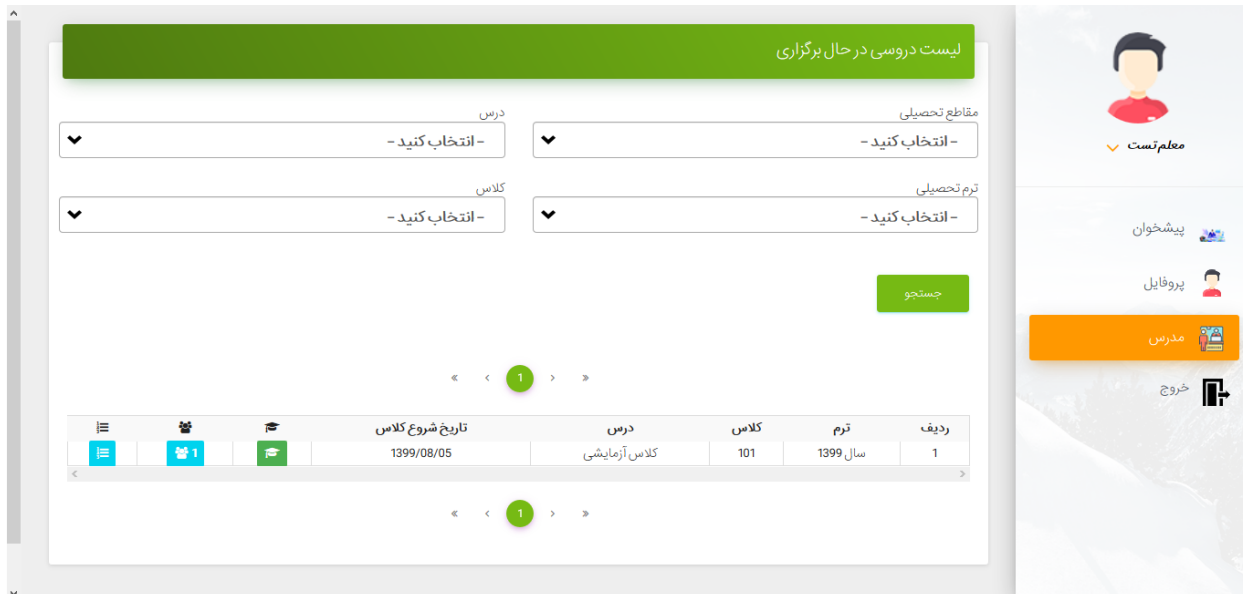 لیست دروسی در حال برگزاری
مقاطع تحصیلی
- انتخاب کنید -
درس
- انتخاب کنید -
ترم تحصیلی
- انتخاب کنید -
کلاس
- انتخاب کنید -
جستجو
« ‹ 1 › »
ردیف ترم کلاس درس تاریخ شروع کلاس
1 سال 1399 101 کلاس آزمایشی 1399/08/05 1
« ‹ 1 › »
معلم تست
پیشخوان
پروفایل
مدرس
خروج